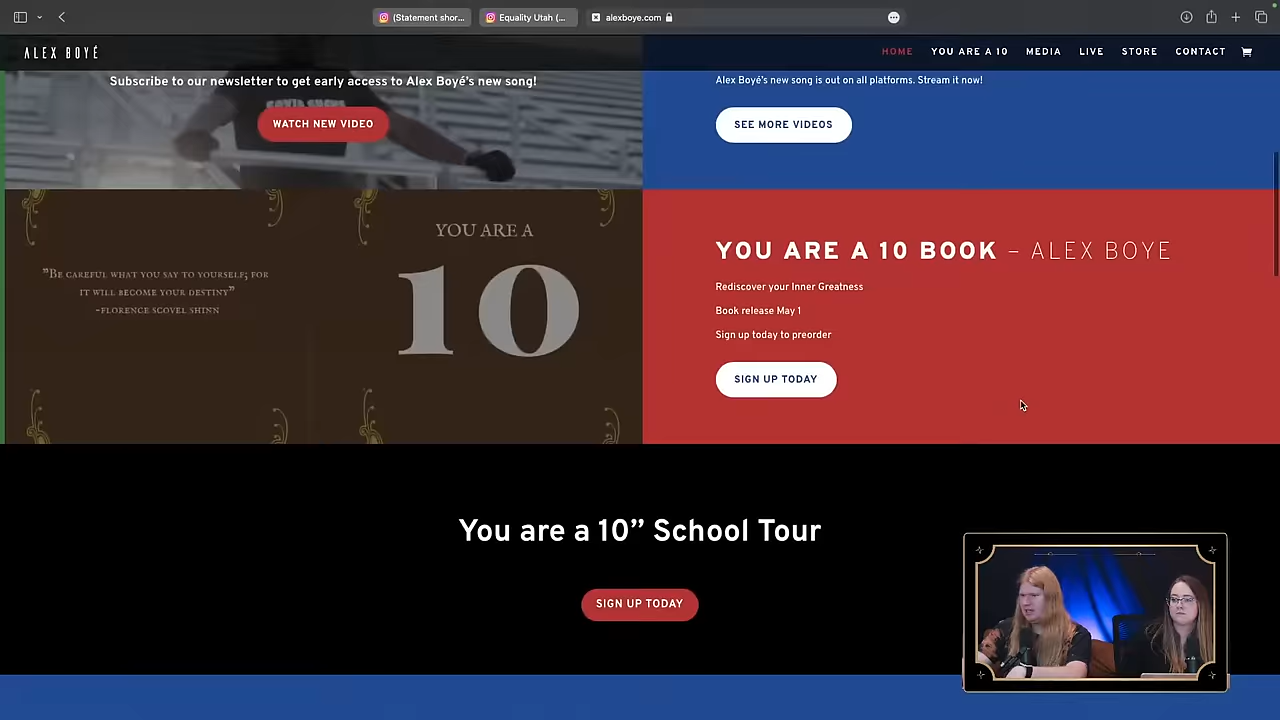 (Statement shor...
Equality Utah (...
alexboye.com
ALEX BOYÉ
HOME
YOU ARE A 10
MEDIA
LIVE
STORE
CONTACT
Subscribe to our newsletter to get early access to Alex Boyé's new song!
WATCH NEW VIDEO
Alex Boyé's new song is out on all platforms. Stream it now!
SEE MORE VIDEOS
"Be careful what you say to yourself; for
it will become your destiny"
-Florence Scovel Shinn
YOU ARE A
10
YOU ARE A 10 BOOK – ALEX BOYE
Rediscover your Inner Greatness
Book release May 1
Sign up today to preorder
SIGN UP TODAY
You are a 10” School Tour
SIGN UP TODAY